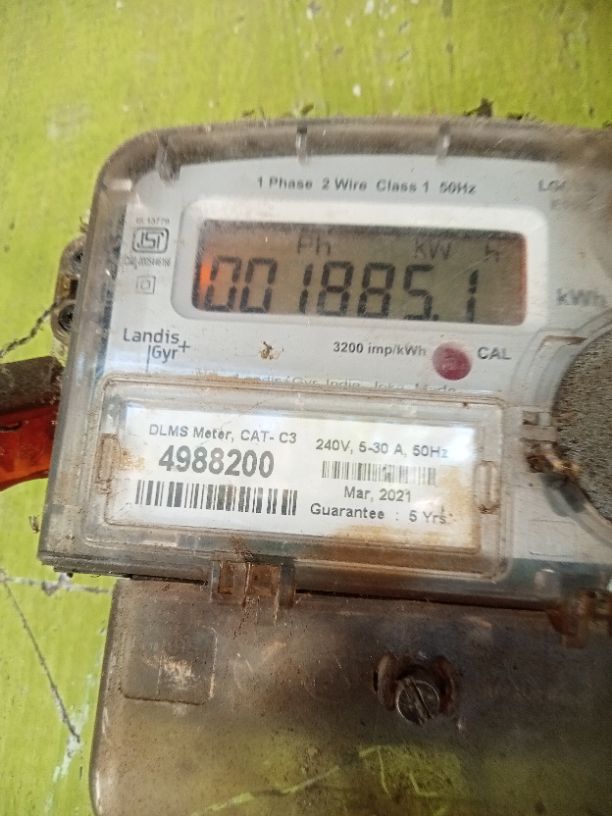 1 Phase 2 Wire Class 1 50Hz
Ph kW h
001885.1
kWh
ISI
Landis
Gyr+
3200 imp/kWh
CAL
DLMS Meter, CAT- C3
4988200
240V, 5-30 A, 50Hz
Mar, 2021
Guarantee : 5 Yrs